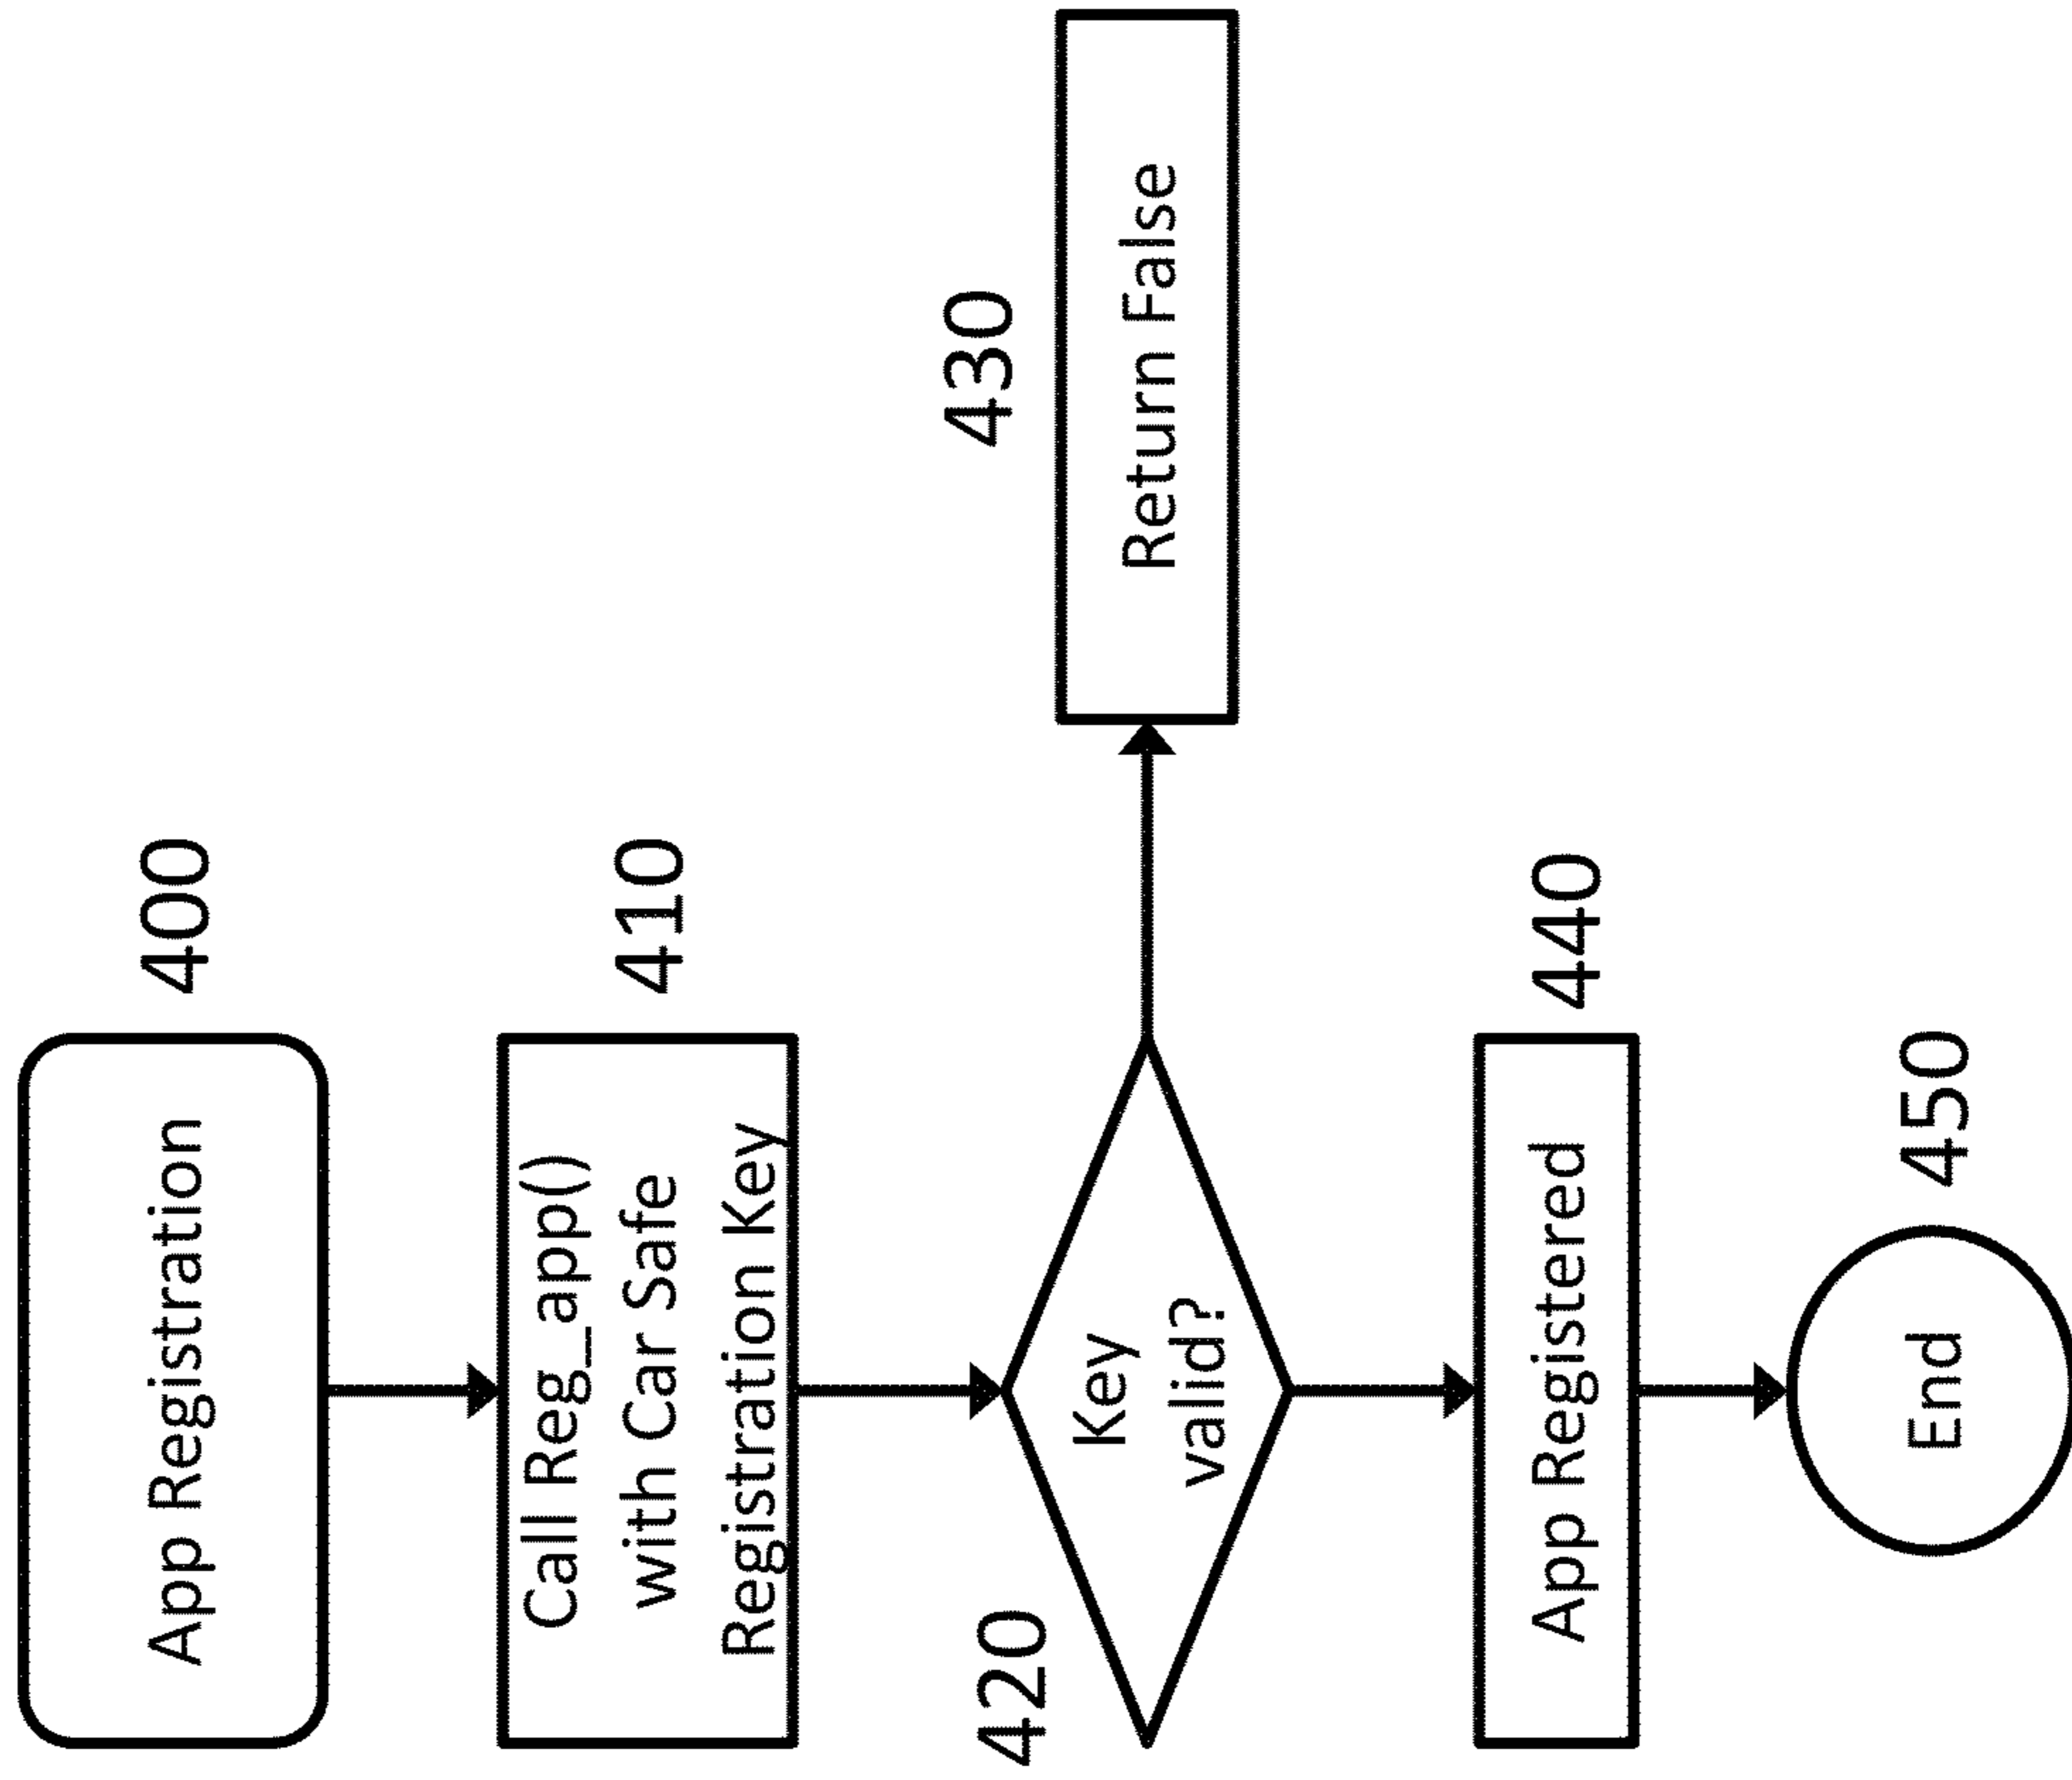 App Registration
400
Call Reg_app()
with Car Safe
Registration Key
410
420
Key
valid?
430
Return False
App Registered
440
End
450